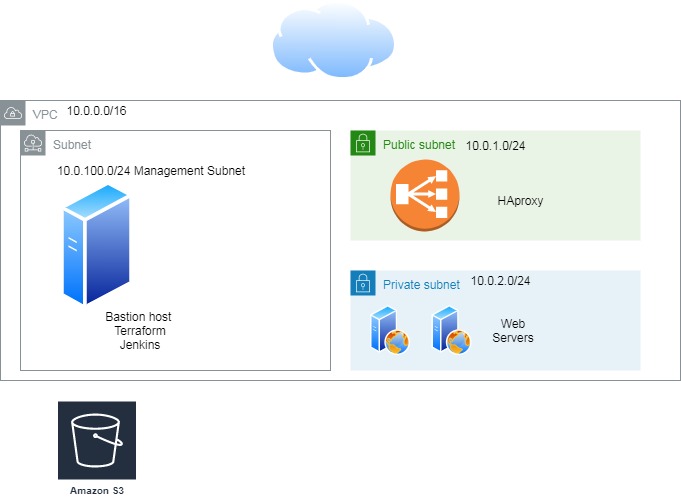 VPC 10.0.0.0/16
Subnet
10.0.100.0/24 Management Subnet
Bastion host
Terraform
Jenkins
Public subnet 10.0.1.0/24
HAproxy
Private subnet 10.0.2.0/24
Web
Servers
Amazon S3